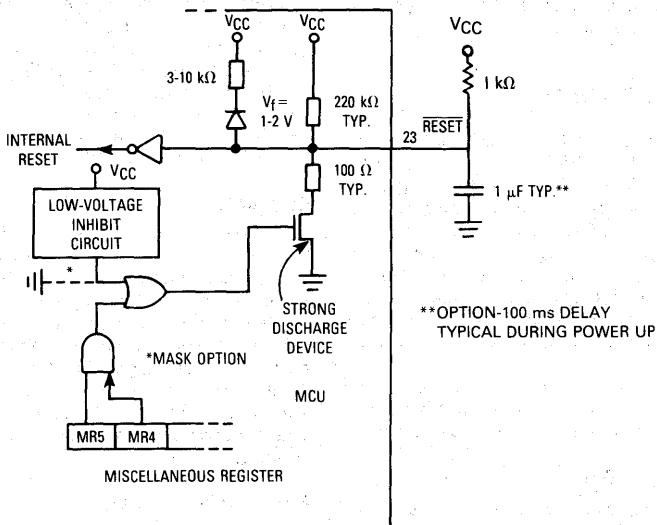 VCC
VCC
VCC
3-10 kΩ
Vf =
1-2 V
220 kΩ
TYP.
1 kΩ
INTERNAL
RESET
23
RESET
VCC
100 Ω
TYP.
1 µF TYP.**
LOW-VOLTAGE
INHIBIT
CIRCUIT
*
STRONG
DISCHARGE
DEVICE
**OPTION-100 ms DELAY
TYPICAL DURING POWER UP
*MASK OPTION
MCU
MR5 MR4
MISCELLANEOUS REGISTER